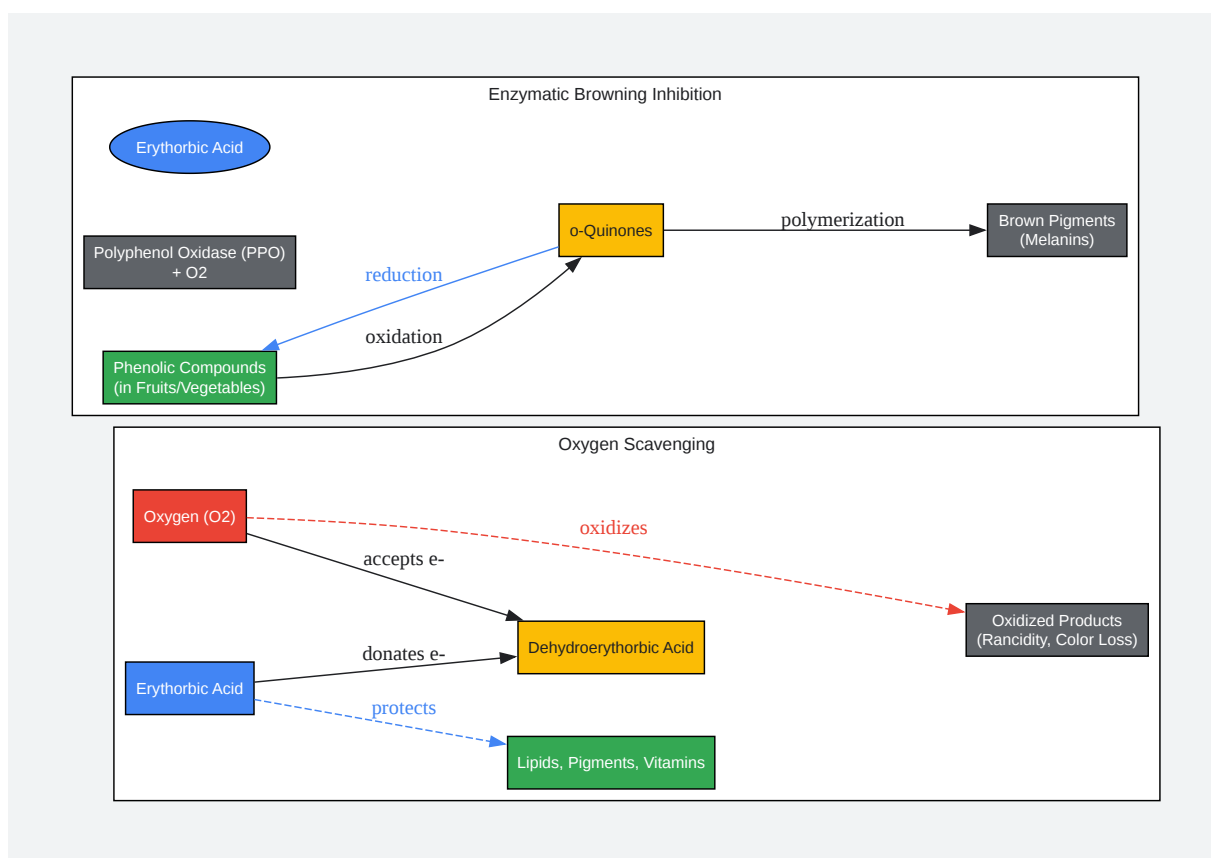 Enzymatic Browning Inhibition
Erythorbic Acid
Polyphenol Oxidase (PPO)
+ O2
Phenolic Compounds
(in Fruits/Vegetables)
reduction
oxidation
o-Quinones
polymerization
Brown Pigments
(Melanins)
Oxygen Scavenging
Oxygen (O2)
oxidizes
accepts e-
Oxidized Products
(Rancidity, Color Loss)
Dehydroerythorbic Acid
donates e-
Erythorbic Acid
protects
Lipids, Pigments, Vitamins